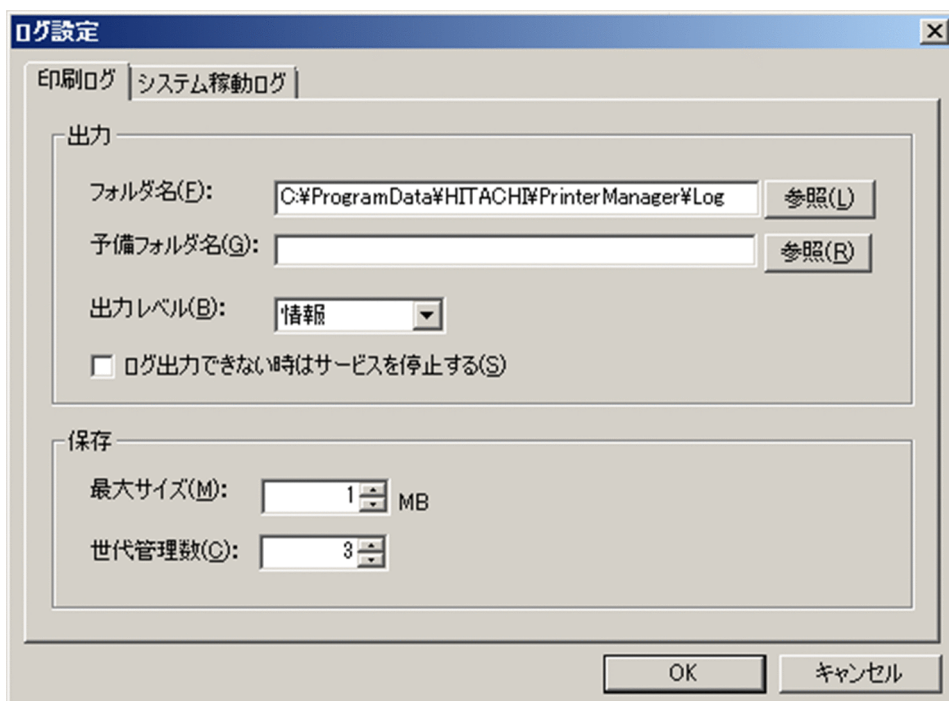 ログ設定
印刷ログ システム稼動ログ
出力
フォルダ名(F): C:¥ProgramData¥HITACHI¥PrinterManager¥Log 参照(L)
予備フォルダ名(G): 参照(R)
出力レベル(B): 情報
ログ出力できない時はサービスを停止する(S)
保存
最大サイズ(M): 1 MB
世代管理数(C): 3
OK キャンセル